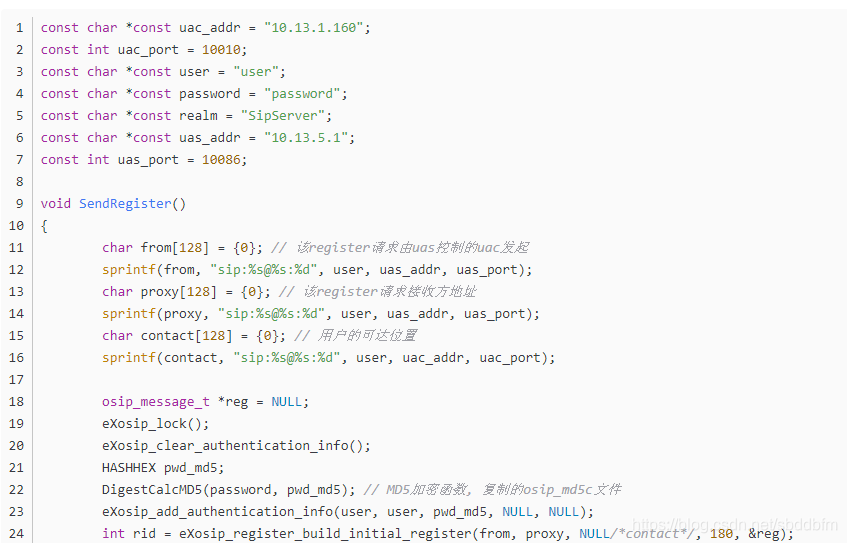 1 const char *const uac_addr = "10.13.1.160";
2 const int uac_port = 10010;
3 const char *const user = "user";
4 const char *const password = "password";
5 const char *const realm = "SipServer";
6 const char *const uas_addr = "10.13.5.1";
7 const int uas_port = 10086;
8
9 void SendRegister()
10 {
11 char from[128] = {0}; // 该register请求由uas控制的uac发起
12 sprintf(from, "sip:%s@%s:%d", user, uas_addr, uas_port);
13 char proxy[128] = {0}; // 该register请求接收方地址
14 sprintf(proxy, "sip:%s@%s:%d", user, uas_addr, uas_port);
15 char contact[128] = {0}; // 用户的可达位置
16 sprintf(contact, "sip:%s@%s:%d", user, uac_addr, uac_port);
17
18 osip_message_t *reg = NULL;
19 eXosip_lock();
20 eXosip_clear_authentication_info();
21 HASHHEX pwd_md5;
22 DigestCalcMD5(password, pwd_md5); // MD5加密函数, 复制的osip_md5c文件
23 eXosip_add_authentication_info(user, user, pwd_md5, NULL, NULL);
24 int rid = eXosip_register_build_initial_register(from, proxy, NULL/*contact*/, 180, &reg);
https://blog.csdn.net/sbddbfm